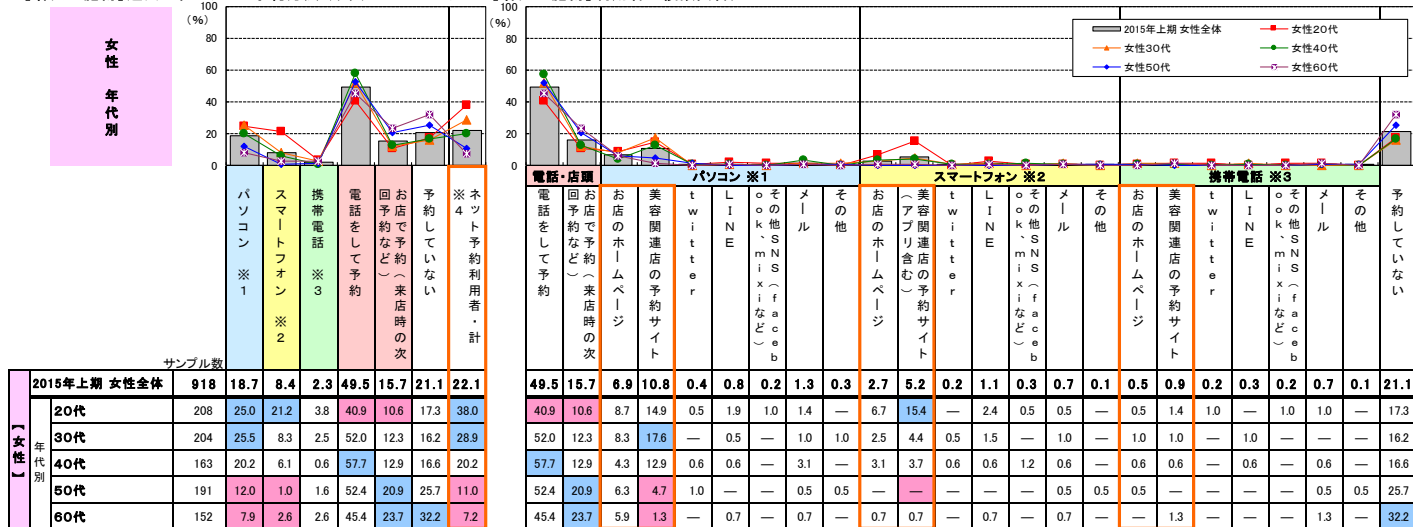 (%)
100
80
60
40
20
0
(%)
100
80
60
40
20
0
女性 年代別
2015年上期 女性全体
女性20代
女性30代
女性40代
女性50代
女性60代
電話・店頭
パソコン ※1
スマートフォン ※2
携帯電話 ※3
パソコン ※1
スマートフォン ※2
携帯電話 ※3
電話をして予約
お店で予約(来店時の次回予約など)
予約していない
ネット予約利用者・計 ※4
電話をして予約
お店で予約(来店時の次回予約など)
お店のホームページ
美容関連店の予約サイト
twitter
LINE
その他SNS(facebook、mixiなど)
メール
その他
お店のホームページ
美容関連店の予約サイト(アプリ含む)
twitter
LINE
その他SNS(facebook、mixiなど)
メール
その他
お店のホームページ
美容関連店の予約サイト
twitter
LINE
その他SNS(facebook、mixiなど)
メール
その他
予約していない
サンプル数
2015年上期 女性全体 918 18.7 8.4 2.3 49.5 15.7 21.1 22.1 49.5 15.7 6.9 10.8 0.4 0.8 0.2 1.3 0.3 2.7 5.2 0.2 1.1 0.3 0.7 0.1 0.5 0.9 0.2 0.3 0.2 0.7 0.1 21.1
【女性】
年代別
20代 208 25.0 21.2 3.8 40.9 10.6 17.3 38.0 40.9 10.6 8.7 14.9 0.5 1.9 1.0 1.4 — 6.7 15.4 — 2.4 0.5 0.5 — 0.5 1.4 1.0 — 1.0 1.0 — 17.3
30代 204 25.5 8.3 2.5 52.0 12.3 16.2 28.9 52.0 12.3 8.3 17.6 — 0.5 — 1.0 1.0 2.5 4.4 0.5 1.5 — 1.0 — 1.0 1.0 — 1.0 — — — 16.2
40代 163 20.2 6.1 0.6 57.7 12.9 16.6 20.2 57.7 12.9 4.3 12.9 0.6 0.6 — 3.1 — 3.1 3.7 0.6 0.6 1.2 0.6 — 0.6 0.6 — 0.6 — 0.6 — 16.6
50代 191 12.0 1.0 1.6 52.4 20.9 25.7 11.0 52.4 20.9 6.3 4.7 1.0 — — 0.5 0.5 — — — — — 0.5 0.5 0.5 — — — — 0.5 0.5 25.7
60代 152 7.9 2.6 2.6 45.4 23.7 32.2 7.2 45.4 23.7 5.9 1.3 — 0.7 — 0.7 — 0.7 0.7 — 0.7 — 0.7 — — 1.3 — — — 1.3 — 32.2